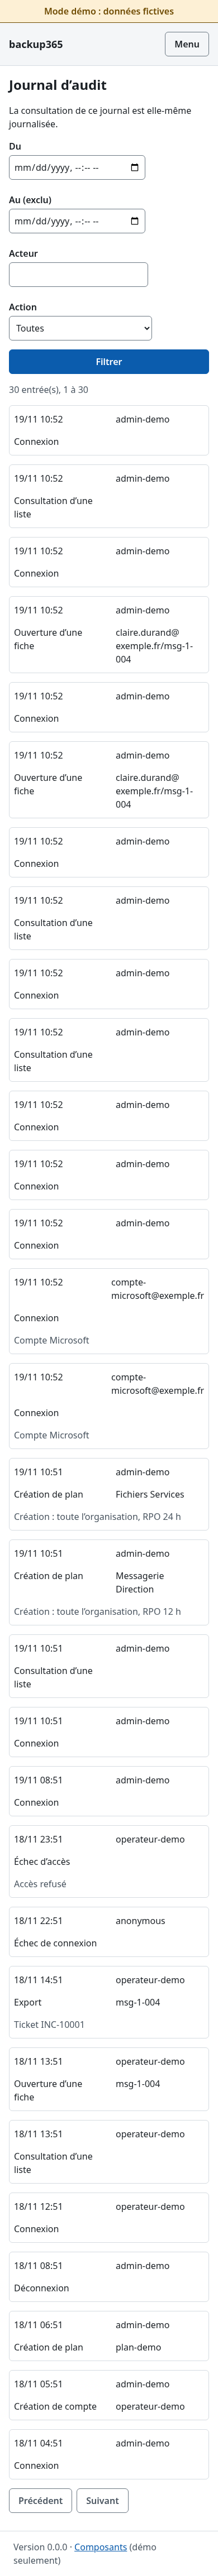 Mode démo : données fictives
backup365
Menu
Journal d’audit
La consultation de ce journal est elle-même
journalisée.
Du
mm/dd/yyyy, --:-- --
Au (exclu)
mm/dd/yyyy, --:-- --
Acteur
Action
Toutes
Filtrer
30 entrée(s), 1 à 30
19/11 10:52 admin-demo
Connexion
19/11 10:52 admin-demo
Consultation d’une
liste
19/11 10:52 admin-demo
Connexion
19/11 10:52 admin-demo
Ouverture d’une claire.durand@
fiche exemple.fr/msg-1-
004
19/11 10:52 admin-demo
Connexion
19/11 10:52 admin-demo
Ouverture d’une claire.durand@
fiche exemple.fr/msg-1-
004
19/11 10:52 admin-demo
Connexion
19/11 10:52 admin-demo
Consultation d’une
liste
19/11 10:52 admin-demo
Connexion
19/11 10:52 admin-demo
Consultation d’une
liste
19/11 10:52 admin-demo
Connexion
19/11 10:52 admin-demo
Connexion
19/11 10:52 admin-demo
Connexion
19/11 10:52 compte-
microsoft@exemple.fr
Connexion
Compte Microsoft
19/11 10:52 compte-
microsoft@exemple.fr
Connexion
Compte Microsoft
19/11 10:51 admin-demo
Création de plan Fichiers Services
Création : toute l’organisation, RPO 24 h
19/11 10:51 admin-demo
Création de plan Messagerie
Direction
Création : toute l’organisation, RPO 12 h
19/11 10:51 admin-demo
Consultation d’une
liste
19/11 10:51 admin-demo
Connexion
19/11 08:51 admin-demo
Connexion
18/11 23:51 operateur-demo
Échec d’accès
Accès refusé
18/11 22:51 anonymous
Échec de connexion
18/11 14:51 operateur-demo
Export msg-1-004
Ticket INC-10001
18/11 13:51 operateur-demo
Ouverture d’une msg-1-004
fiche
18/11 13:51 operateur-demo
Consultation d’une
liste
18/11 12:51 operateur-demo
Connexion
18/11 08:51 admin-demo
Déconnexion
18/11 06:51 admin-demo
Création de plan plan-demo
18/11 05:51 admin-demo
Création de compte operateur-demo
18/11 04:51 admin-demo
Connexion
Précédent Suivant
Version 0.0.0 · Composants (démo
seulement)